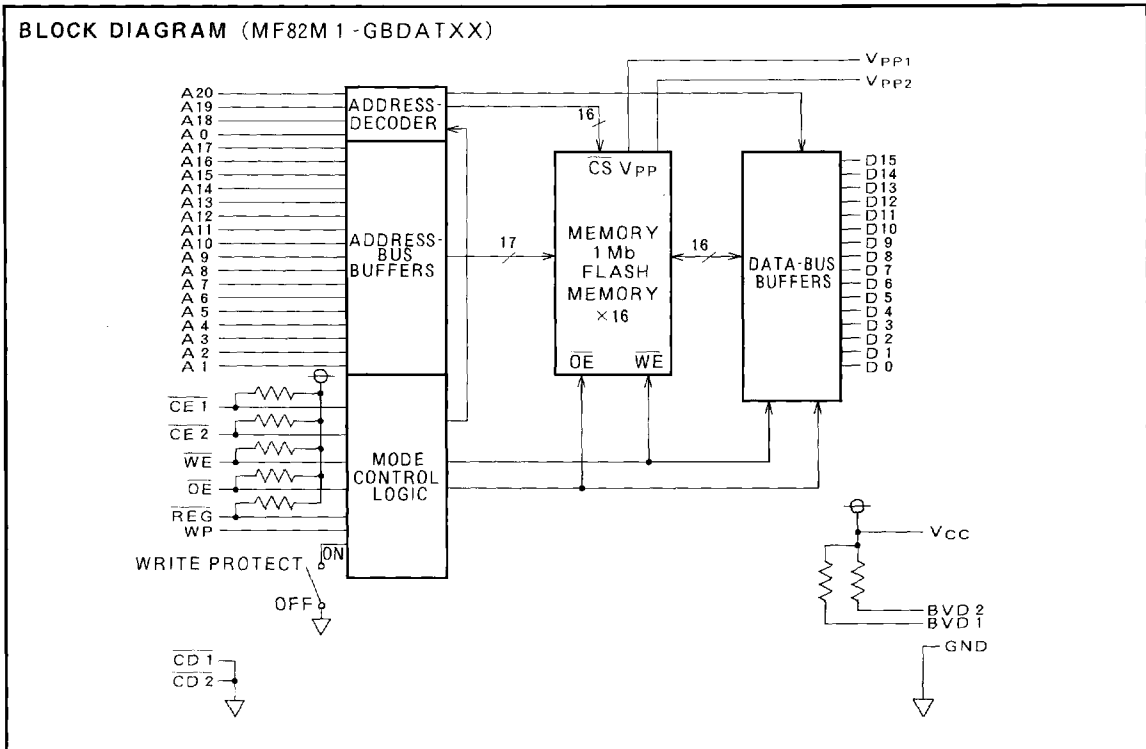 BLOCK DIAGRAM (MF82M1-GBDATXX)
VPP1
VPP2
A20
A19
A18
A0
A17
A16
A15
A14
A13
A12
A11
A10
A9
A8
A7
A6
A5
A4
A3
A2
A1
ADDRESS-
DECODER
ADDRESS-
BUS
BUFFERS
16
17
CS VPP
MEMORY
1Mb
FLASH
MEMORY
×16
OE WE
16
DATA-BUS
BUFFERS
D15
D14
D13
D12
D11
D10
D9
D8
D7
D6
D5
D4
D3
D2
D1
D0
CE1
CE2
WE
OE
REG
WP
MODE
CONTROL
LOGIC
WRITE PROTECT
ON
OFF
CD1
CD2
VCC
BVD2
BVD1
GND